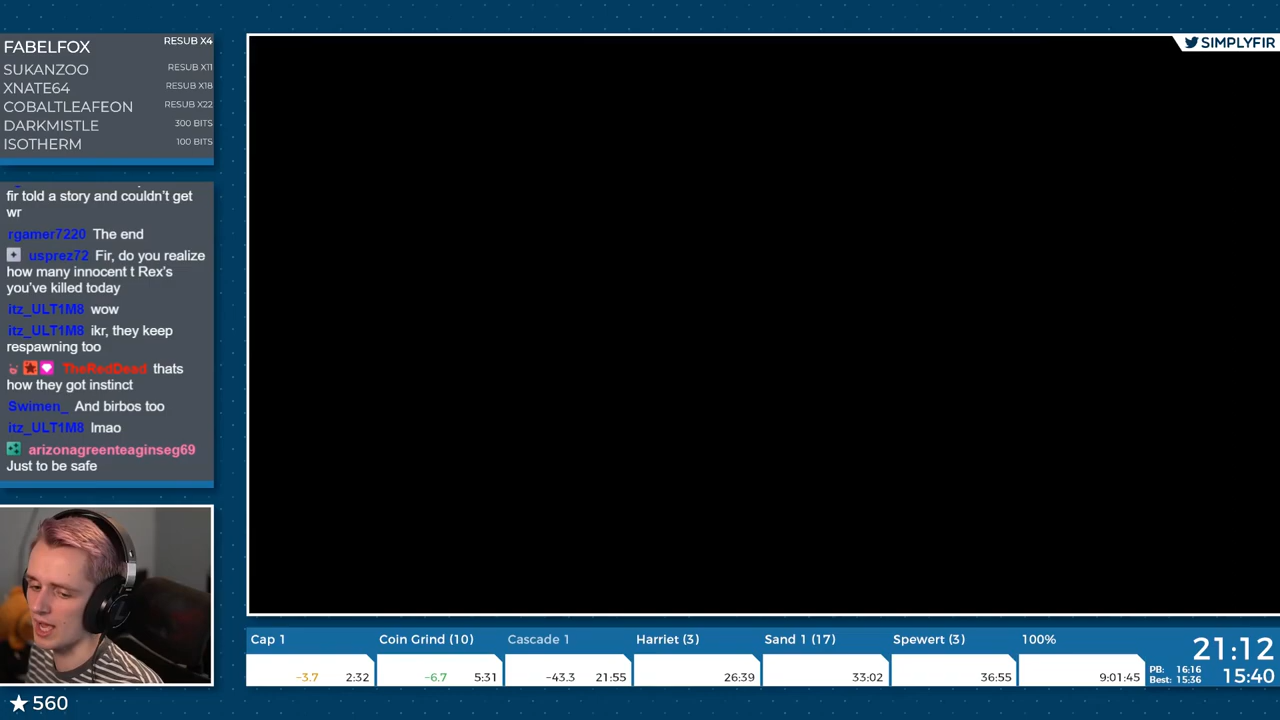 FABELFOX RESUB X4
SUKANZOO RESUB X11
XNATE64 RESUB X18
COBALTLEAFEON RESUB X22
DARKMISTLE 300 BITS
ISOTHERM 100 BITS
fir told a story and couldn't get
wr
rgamer7220 The end
usprez72 Fir, do you realize
how many innocent t Rex's
you've killed today
itz_ULT1M8 wow
itz_ULT1M8 ikr, they keep
respawning too
TheRedDead thats
how they got instinct
Swimen_ And birbos too
itz_ULT1M8 lmao
arizonagreenteaginseg69
Just to be safe
560
SIMPLYFIR
Cap 1 Coin Grind (10) Cascade 1 Harriet (3) Sand 1 (17) Spewert (3) 100%
-3.7 2:32 -6.7 5:31 -43.3 21:55 26:39 33:02 36:55 9:01:45
21:12
PB: 16:16
Best: 15:36
15:40